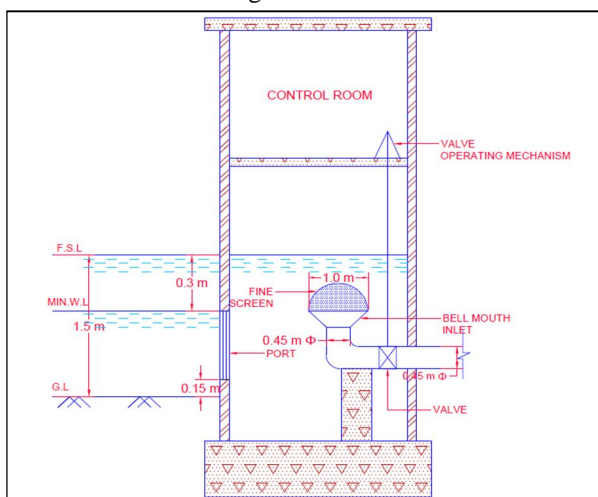 CONTROL ROOM
VALVE
OPERATING MECHANISM
F.S.L
0.3 m
1.0 m
FINE
SCREEN
MIN.W.L
1.5 m
BELL MOUTH
INLET
0.45 m Φ
PORT
0.15 m
0.45 m Φ
G.L
VALVE